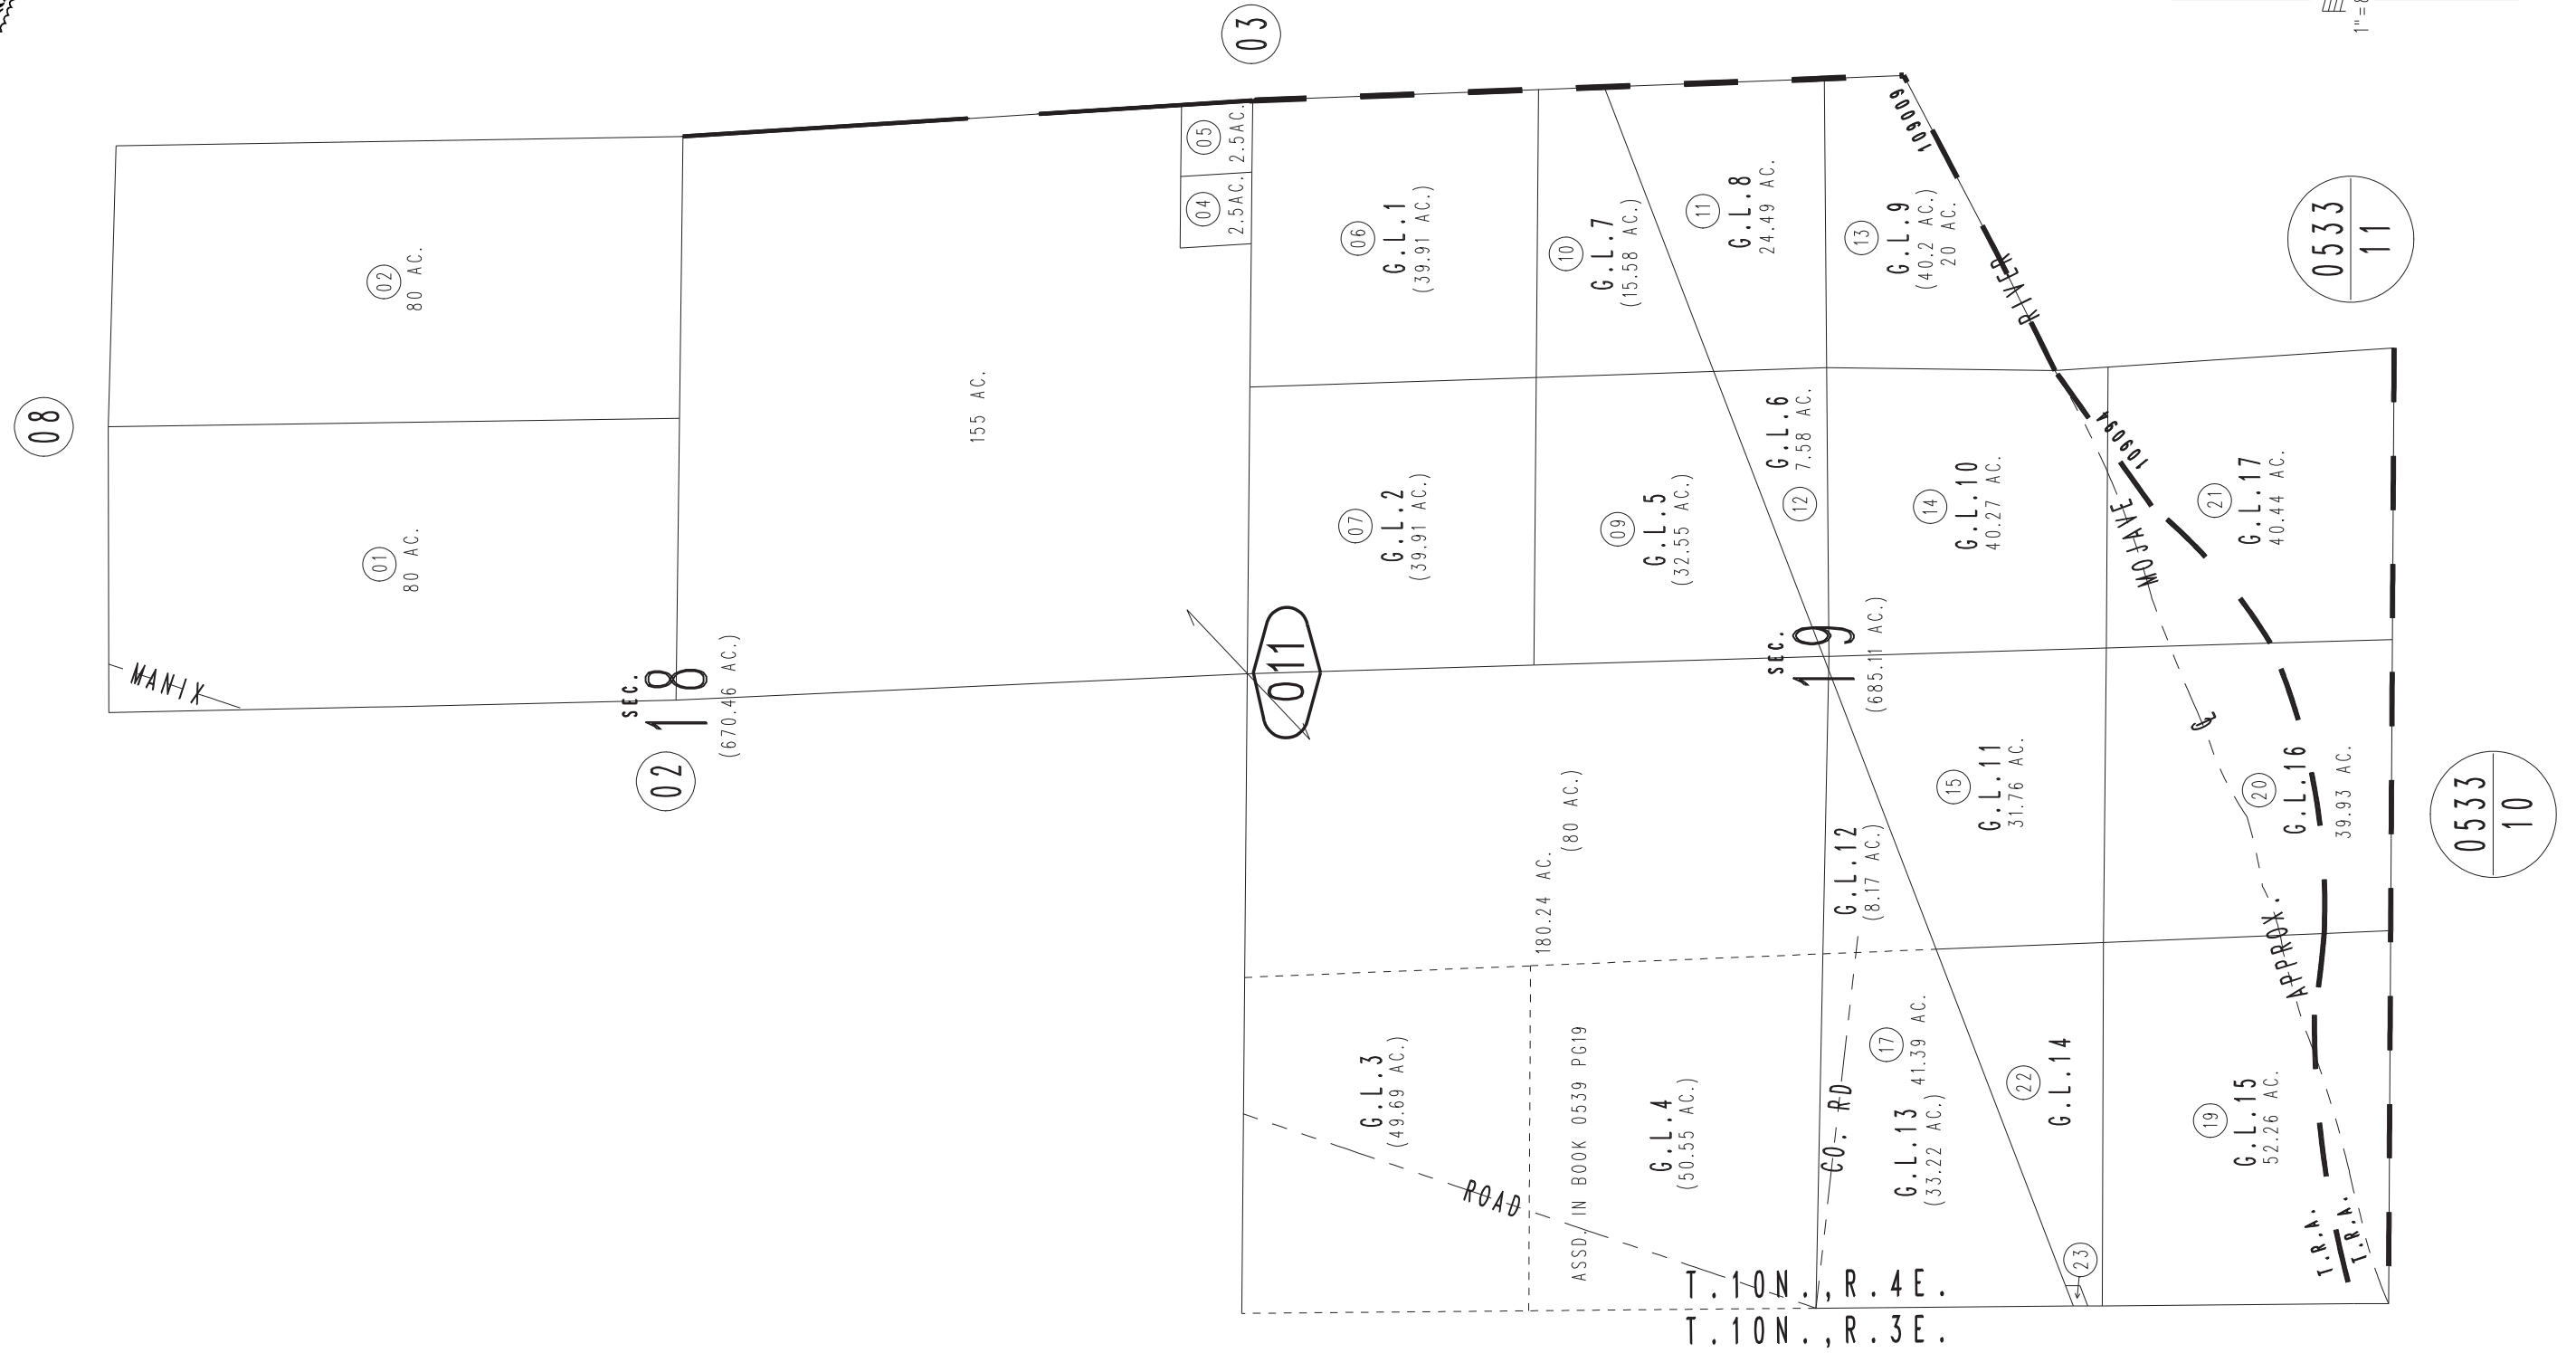 08
03
02
80 AC.
01
80 AC.
MANIX
SEC.
18
(670.46 AC.)
02
155 AC.
04
2.5AC.
05
2.5AC.
011
06
G.L.1
(39.91 AC.)
07
G.L.2
(39.91 AC.)
10
G.L.7
(15.58 AC.)
09
G.L.5
(32.55 AC.)
11
G.L.8
24.49 AC.
G.L.6
7.58 AC.
12
SEC.
19
(685.11 AC.)
13
G.L.9
(40.2 AC.)
20 AC.
14
G.L.10
40.27 AC.
109009
RIVER
109094
MOJAVE
21
G.L.17
40.44 AC.
180.24 AC.
(80 AC.)
G.L.12
(8.17 AC.)
15
G.L.11
31.76 AC.
20
G.L.16
39.93 AC.
APPROX.
G.L.3
(49.69 AC.)
ROAD
ASSD. IN BOOK 0539 PG19
G.L.4
(50.55 AC.)
CO. RD
17
41.39 AC.
G.L.13
(33.22 AC.)
22
G.L.14
23
19
G.L.15
52.26 AC.
T.R.A.
T.R.A.
T.10N.,R.4E.
T.10N.,R.3E.
0533
11
0533
10